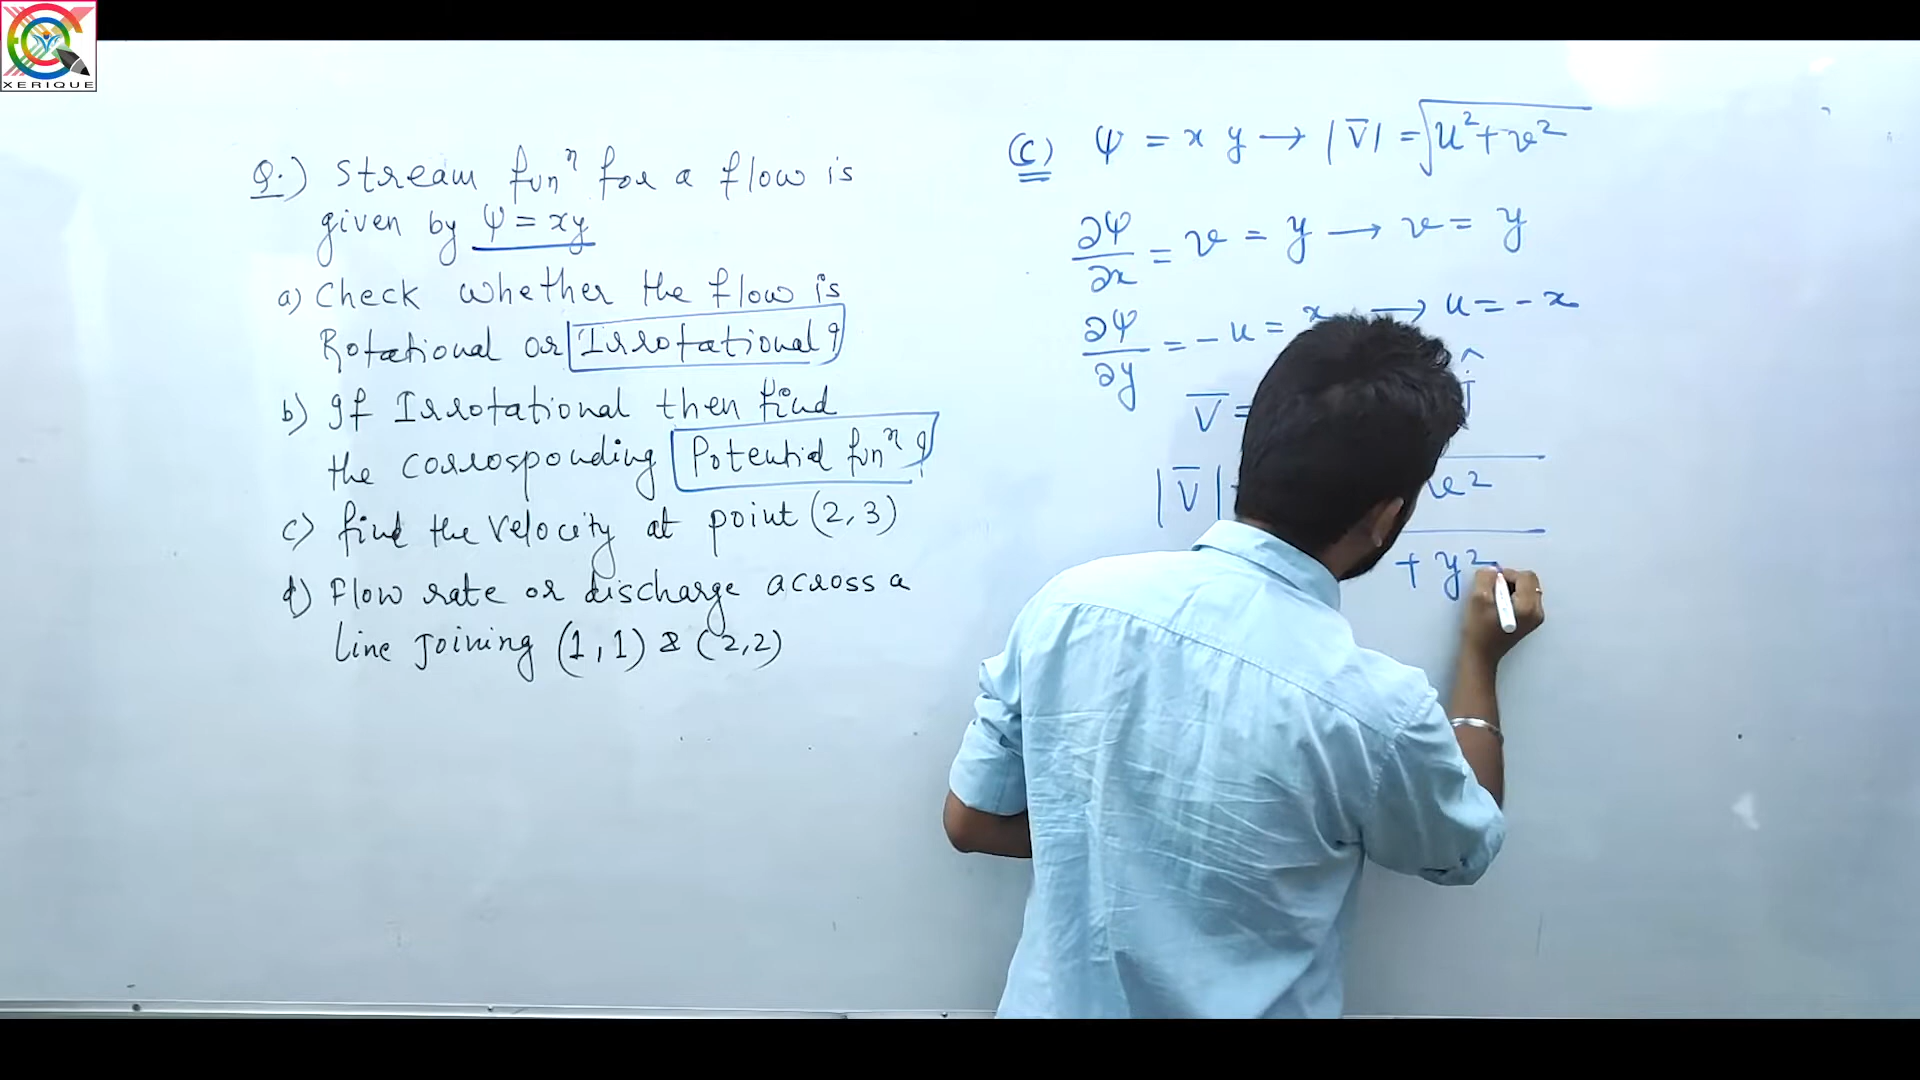 XERIQUE
Q.) Stream funⁿ for a flow is
given by ψ = xy
a) Check whether the flow is
Rotational or Irrotational ?
b) If Irrotational then find
the corrosponding Potential funⁿ ?
c) find the velocity at point (2,3)
d) Flow rate or discharge across a
line joining (1,1) & (2,2)
(C) ψ = x y → |V̅| = √(u² + v²)
∂ψ/∂x = v = y → v = y
∂ψ/∂y = - u = x → u = - x
V̅ = ĵ
|V̅| v²
+ y²